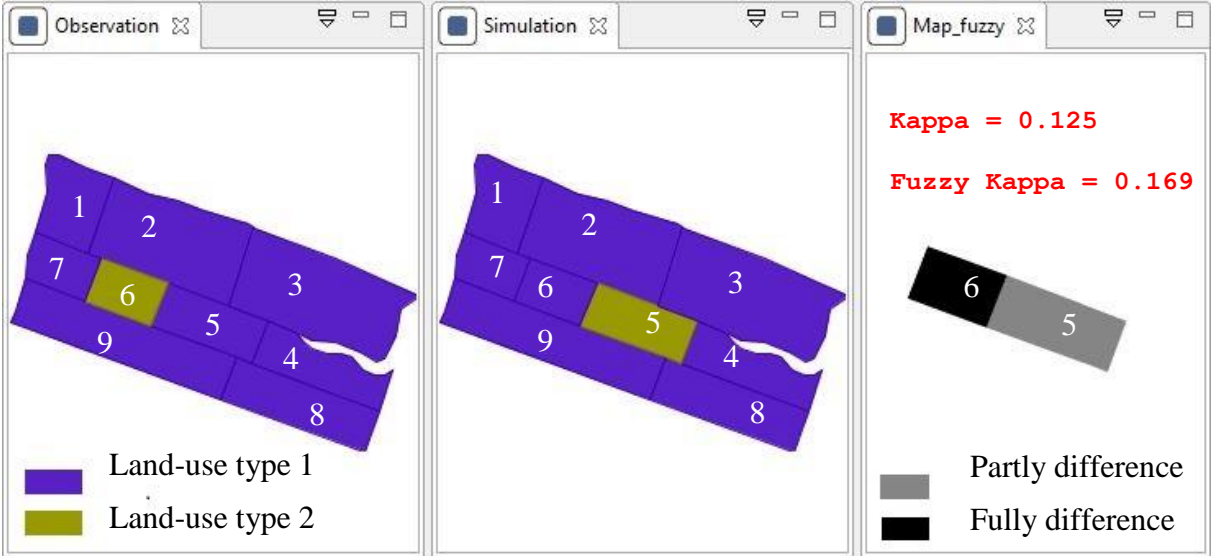 Observation
1
2
3
7
6
5
9
4
8
Land-use type 1
Land-use type 2
Simulation
1
2
3
7
6
5
9
4
8
Map_fuzzy
Kappa = 0.125
Fuzzy Kappa = 0.169
6
5
Partly difference
Fully difference